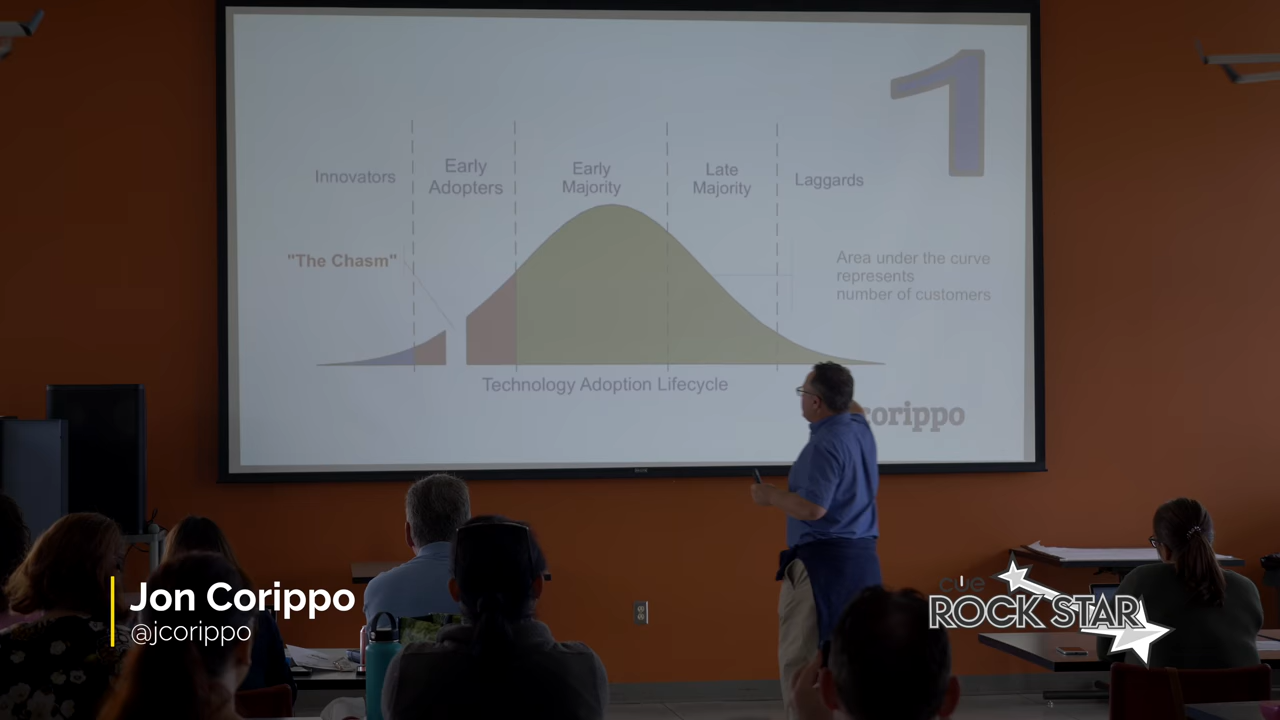 1
Innovators
Early
Adopters
Early
Majority
Late
Majority
Laggards
"The Chasm"
Area under the curve
represents
number of customers
Technology Adoption Lifecycle
corippo
Jon Corippo
@jcorippo
cue
ROCK STAR